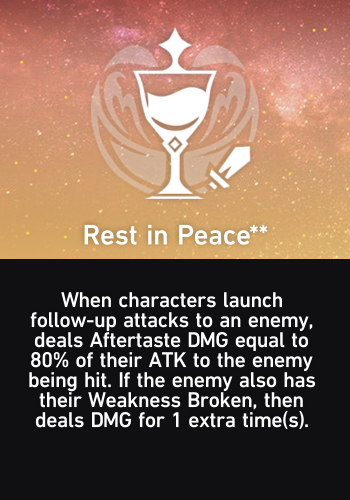 Rest in Peace**
When characters launch
follow-up attacks to an enemy,
deals Aftertaste DMG equal to
80% of their ATK to the enemy
being hit. If the enemy also has
their Weakness Broken, then
deals DMG for 1 extra time(s).